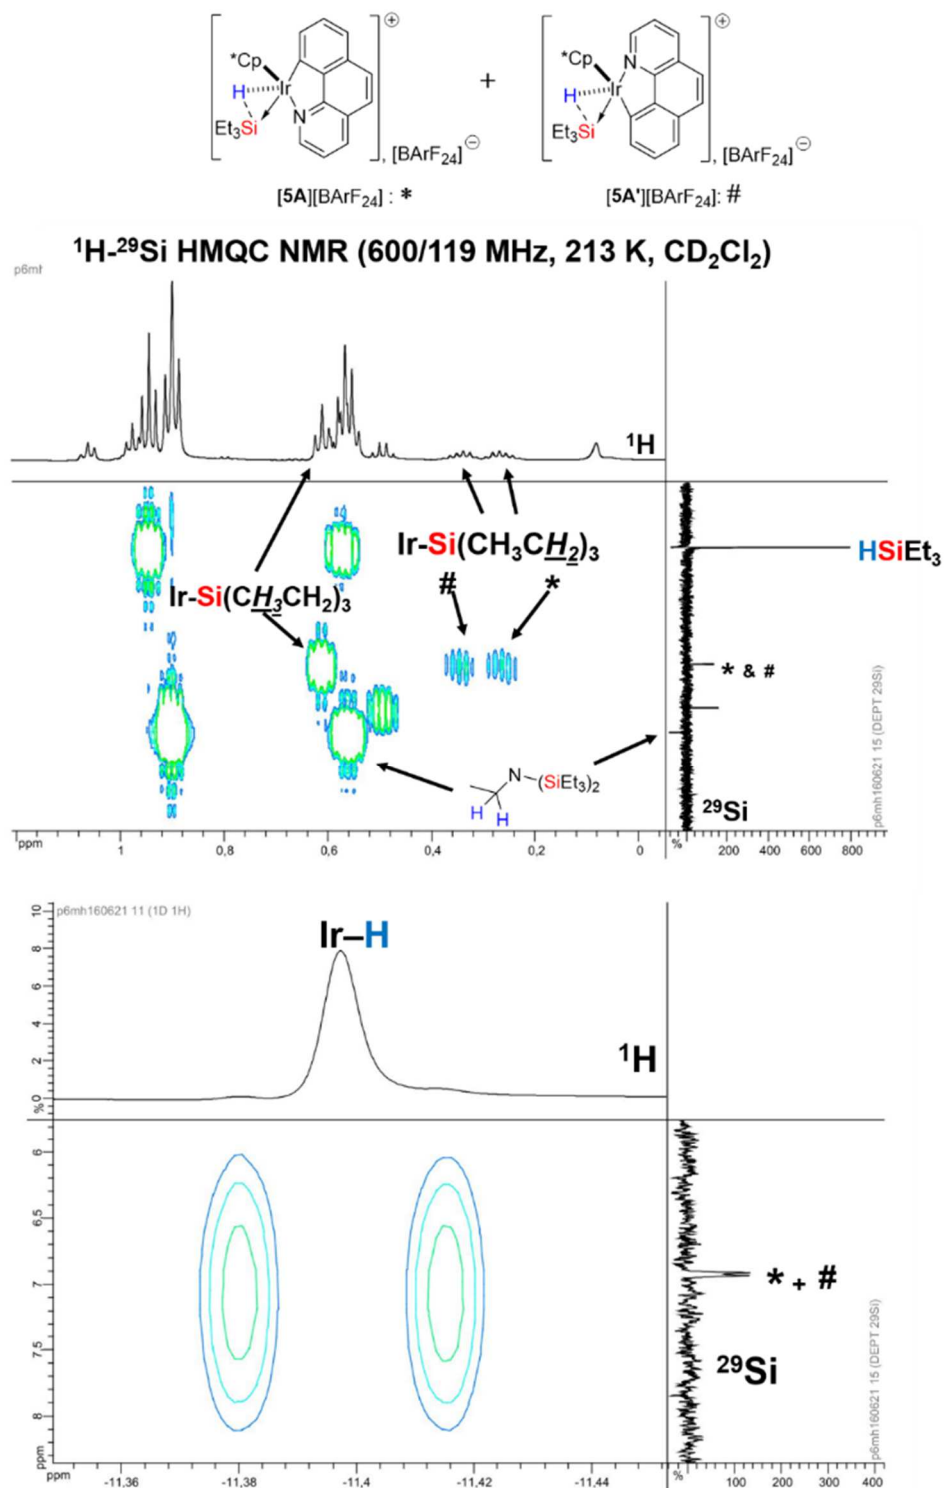 *Cp
H
Ir
N
Et₃Si
⊕
, [BArF₂₄]⊖
+
*Cp
H
Ir
N
Et₃Si
⊕
, [BArF₂₄]⊖
[5A][BArF₂₄] : *
[5A'][BArF₂₄]: #
¹H-²⁹Si HMQC NMR (600/119 MHz, 213 K, CD₂Cl₂)
¹H
Ir-Si(CH3CH₂)₃
# *
HSiEt₃
Ir-Si(CH₃CH2)₃
* & #
N-(SiEt₃)₂
H H
²⁹Si
p6mh160621 15 (DEPT 29Si)
ppm 1 0,8 0,6 0,4 0,2 0 % 200 400 600 800
p6mh160621 11 (1D 1H)
10
8
6
4
2
0
%
Ir–H
¹H
6
6,5
7
7,5
8
ppm
* + #
²⁹Si
p6mh160621 15 (DEPT 29Si)
ppm -11,36 -11,38 -11,4 -11,42 -11,44 % 100 200 300 400